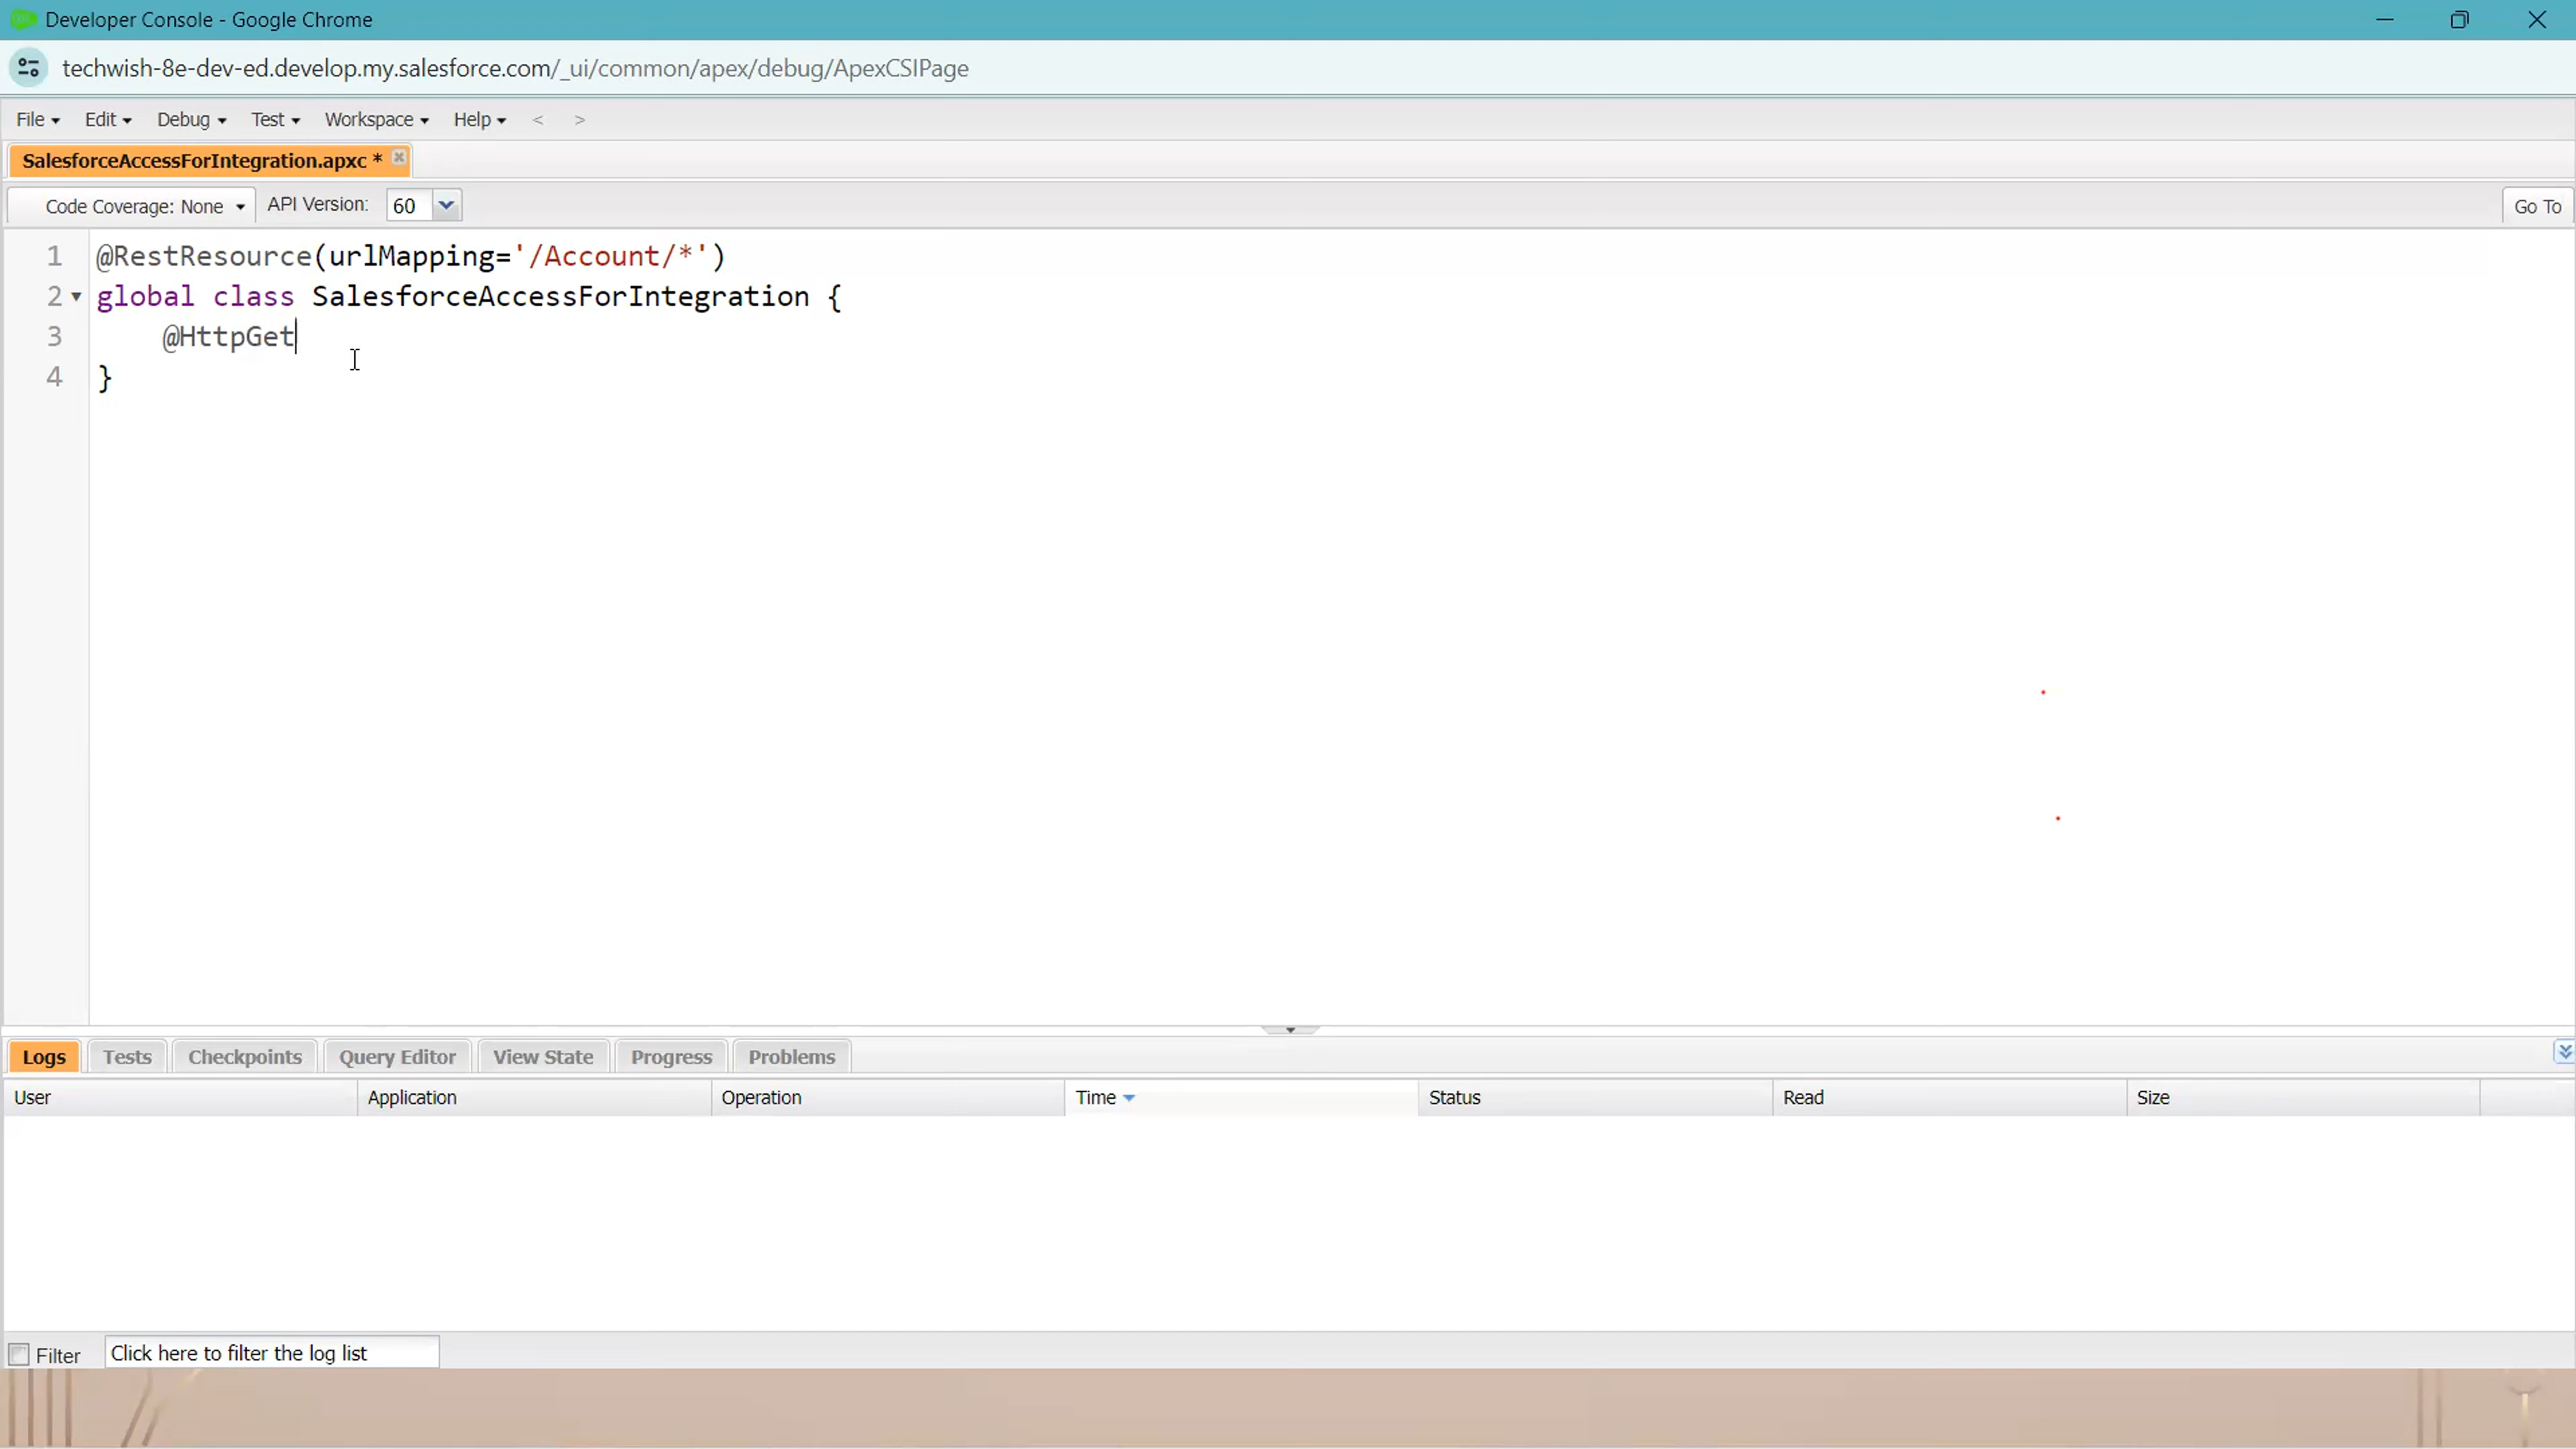 Developer Console - Google Chrome
techwish-8e-dev-ed.develop.my.salesforce.com/_ui/common/apex/debug/ApexCSIPage
File Edit Debug Test Workspace Help < >
SalesforceAccessForIntegration.apxc *
Code Coverage: None API Version: 60 Go To
1 @RestResource(urlMapping='/Account/*')
2 global class SalesforceAccessForIntegration {
3 @HttpGet
4 }
Logs Tests Checkpoints Query Editor View State Progress Problems
User Application Operation Time Status Read Size
Filter Click here to filter the log list